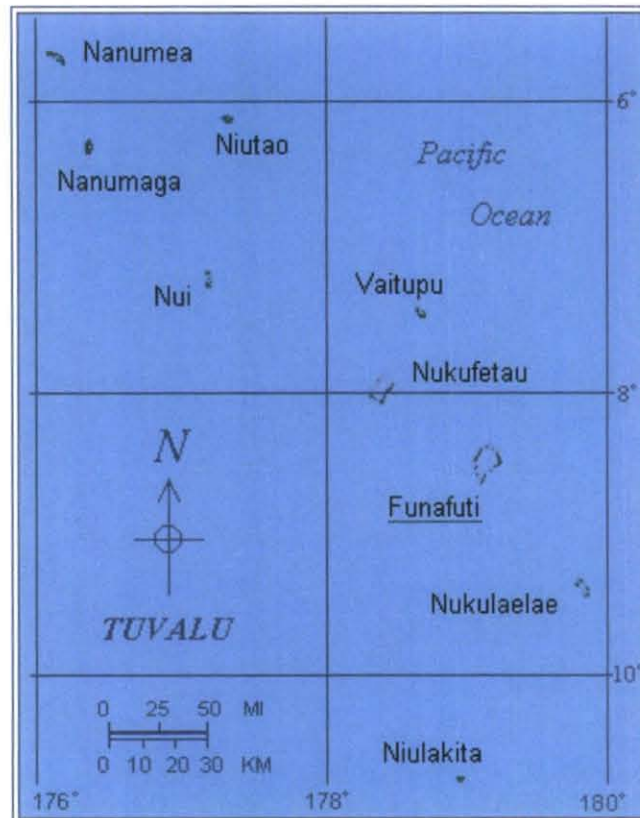 Nanumea
6°
Niutao
Pacific
Nanumaga
Ocean
Vaitupu
Nui
Nukufetau
8°
N
Funafuti
Nukulaelae
TUVALU
10°
0 25 50 MI
0 10 20 30 KM
Niulakita
176° 178° 180°